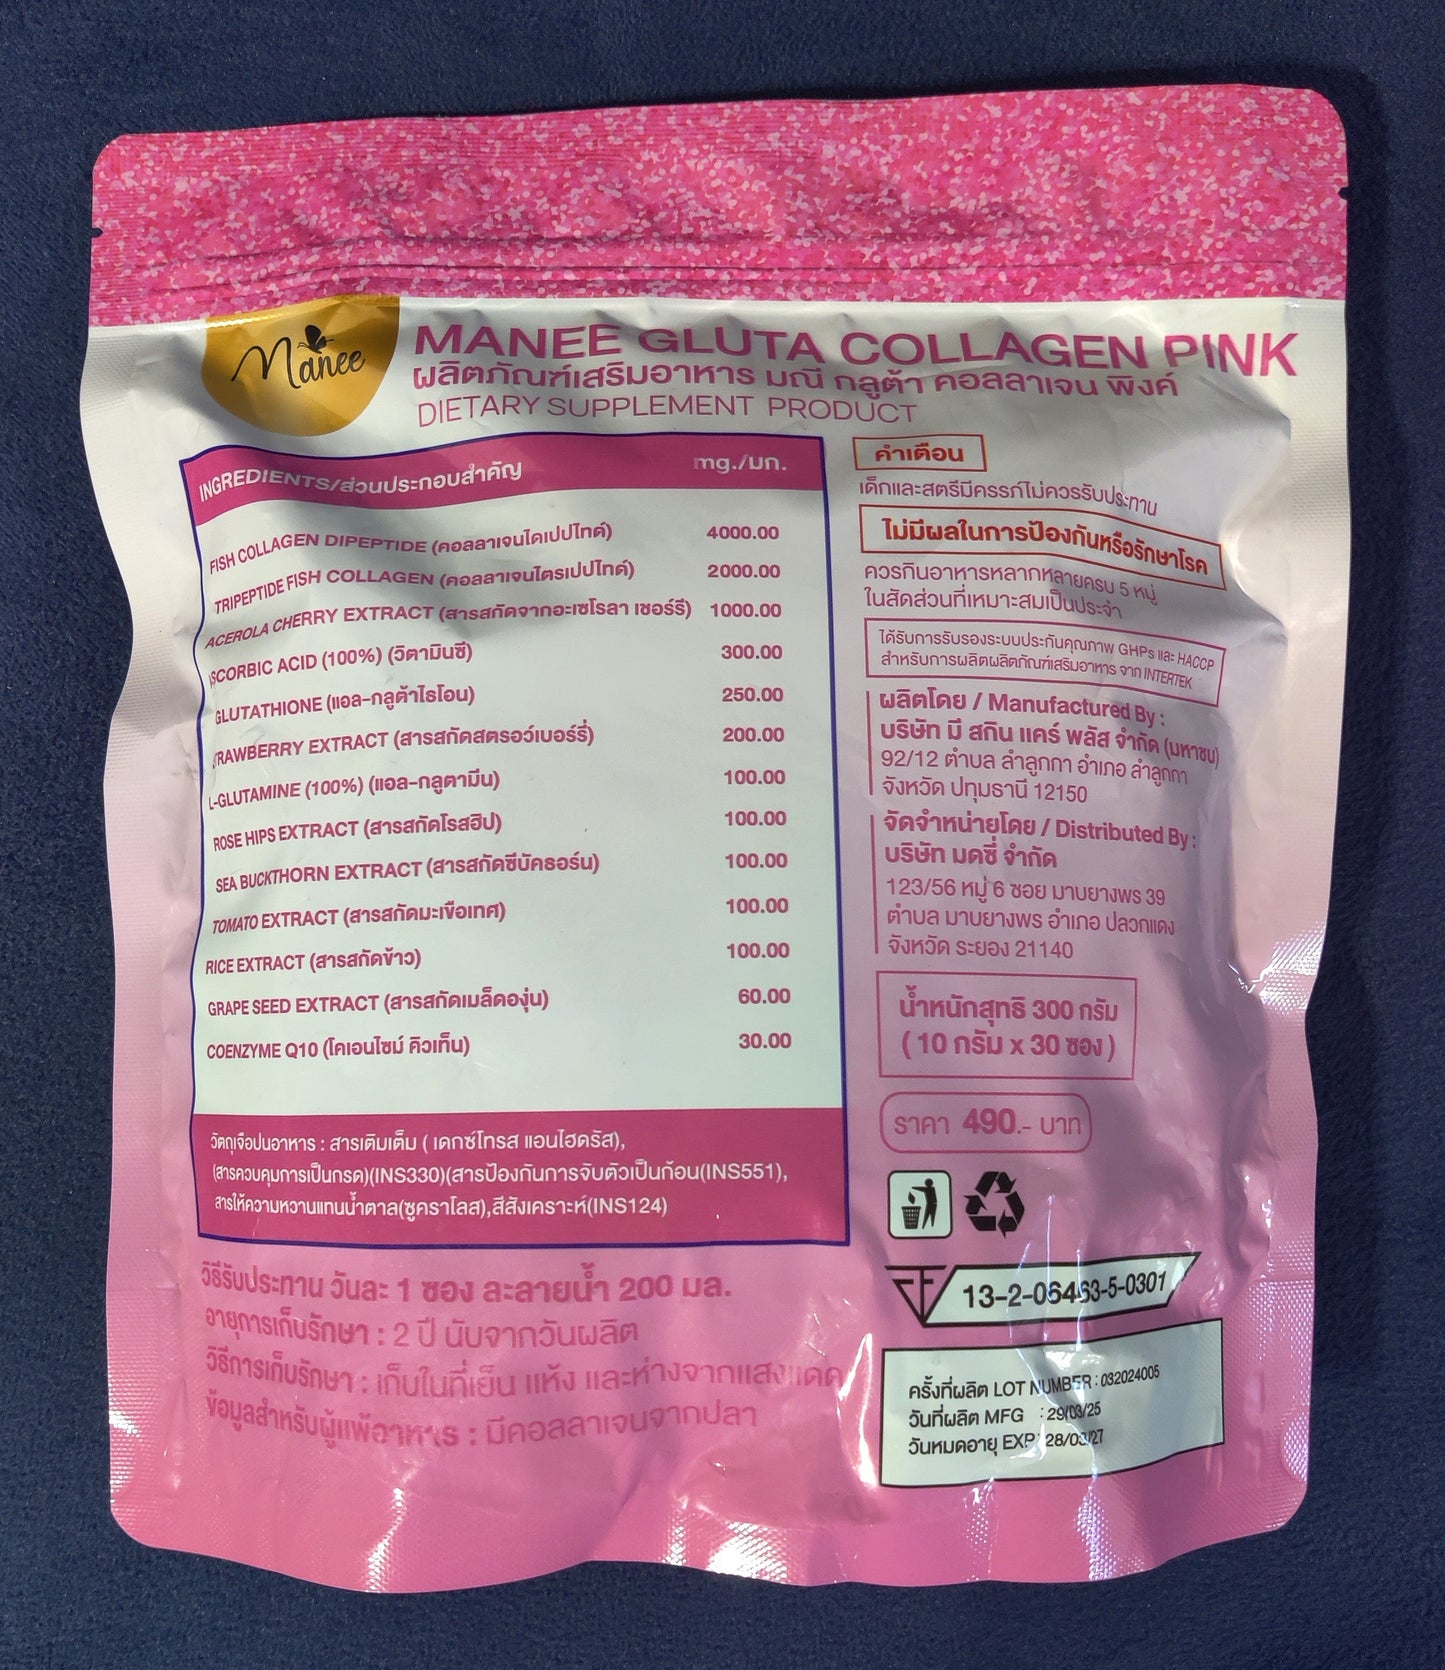 Manee
MANEE GLUTA COLLAGEN PINK
ผลิตภัณฑ์เสริมอาหาร มณี กลูต้า คอลลาเจน พิงค์
DIETARY SUPPLEMENT PRODUCT
INGREDIENTS/ส่วนประกอบสำคัญ mg./มก.
FISH COLLAGEN DIPEPTIDE (คอลลาเจนไดเปปไทด์) 4000.00
TRIPEPTIDE FISH COLLAGEN (คอลลาเจนไตรเปปไทด์) 2000.00
ACEROLA CHERRY EXTRACT (สารสกัดจากอะเซโรลา เชอร์รี) 1000.00
ASCORBIC ACID (100%) (วิตามินซี) 300.00
GLUTATHIONE (แอล-กลูต้าไธโอน) 250.00
STRAWBERRY EXTRACT (สารสกัดสตรอว์เบอร์รี่) 200.00
L-GLUTAMINE (100%) (แอล-กลูตามีน) 100.00
ROSE HIPS EXTRACT (สารสกัดโรสฮิป) 100.00
SEA BUCKTHORN EXTRACT (สารสกัดซีบัคธอร์น) 100.00
TOMATO EXTRACT (สารสกัดมะเขือเทศ) 100.00
RICE EXTRACT (สารสกัดข้าว) 100.00
GRAPE SEED EXTRACT (สารสกัดเมล็ดองุ่น) 60.00
COENZYME Q10 (โคเอนไซม์ คิวเท็น) 30.00
วัตถุเจือปนอาหาร : สารเติมเต็ม ( เดกซ์โทรส แอนไฮดรัส),
(สารควบคุมการเป็นกรด)(INS330)(สารป้องกันการจับตัวเป็นก้อน(INS551),
สารให้ความหวานแทนน้ำตาล(ซูคราโลส),สีสังเคราะห์(INS124)
วิธีรับประทาน วันละ 1 ซอง ละลายน้ำ 200 มล.
อายุการเก็บรักษา : 2 ปี นับจากวันผลิต
วิธีการเก็บรักษา : เก็บในที่เย็น แห้ง และห่างจากแสงแดด
ข้อมูลสำหรับผู้แพ้อาหาร : มีคอลลาเจนจากปลา
คำเตือน
เด็กและสตรีมีครรภ์ไม่ควรรับประทาน
ไม่มีผลในการป้องกันหรือรักษาโรค
ควรกินอาหารหลากหลายครบ 5 หมู่
ในสัดส่วนที่เหมาะสมเป็นประจำ
ได้รับการรับรองระบบประกันคุณภาพ GHPs และ HACCP
สำหรับการผลิตผลิตภัณฑ์เสริมอาหาร จาก INTERTEK
ผลิตโดย / Manufactured By :
บริษัท มี สกิน แคร์ พลัส จำกัด (มหาชน)
92/12 ตำบล ลำลูกกา อำเภอ ลำลูกกา
จังหวัด ปทุมธานี 12150
จัดจำหน่ายโดย / Distributed By :
บริษัท มดซี่ จำกัด
123/56 หมู่ 6 ซอย มาบยางพร 39
ตำบล มาบยางพร อำเภอ ปลวกแดง
จังหวัด ระยอง 21140
น้ำหนักสุทธิ 300 กรัม
( 10 กรัม x 30 ซอง )
ราคา 490.- บาท
13-2-06463-5-0301
ครั้งที่ผลิต LOT NUMBER : 032024005
วันที่ผลิต MFG : 29/03/25
วันหมดอายุ EXP : 28/03/27